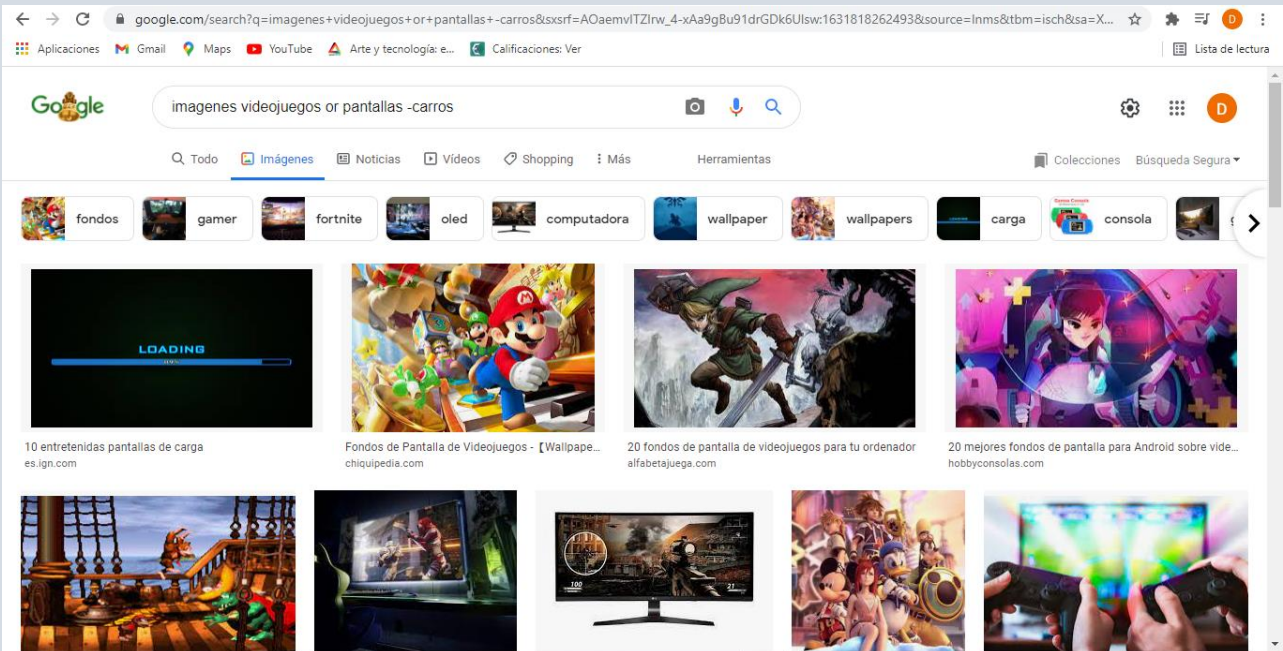 google.com/search?q=imagenes+videojuegos+or+pantallas+-carros&sxsrf=AOaemvITZIrw_4-xAa9gBu91drGDk6UIsw:1631818262493&source=lnms&tbm=isch&sa=X...
D
Aplicaciones Gmail Maps YouTube Arte y tecnología: e... Calificaciones: Ver Lista de lectura
Google imagenes videojuegos or pantallas -carros D
Todo Imágenes Noticias Vídeos Shopping Más Herramientas Colecciones Búsqueda Segura
fondos gamer fortnite oled computadora wallpaper wallpapers carga consola
LOADING
10 entretenidas pantallas de carga
es.ign.com
Fondos de Pantalla de Videojuegos - 【Wallpape...
chiquipedia.com
20 fondos de pantalla de videojuegos para tu ordenador
alfabetajuega.com
20 mejores fondos de pantalla para Android sobre vide...
hobbyconsolas.com
100 21